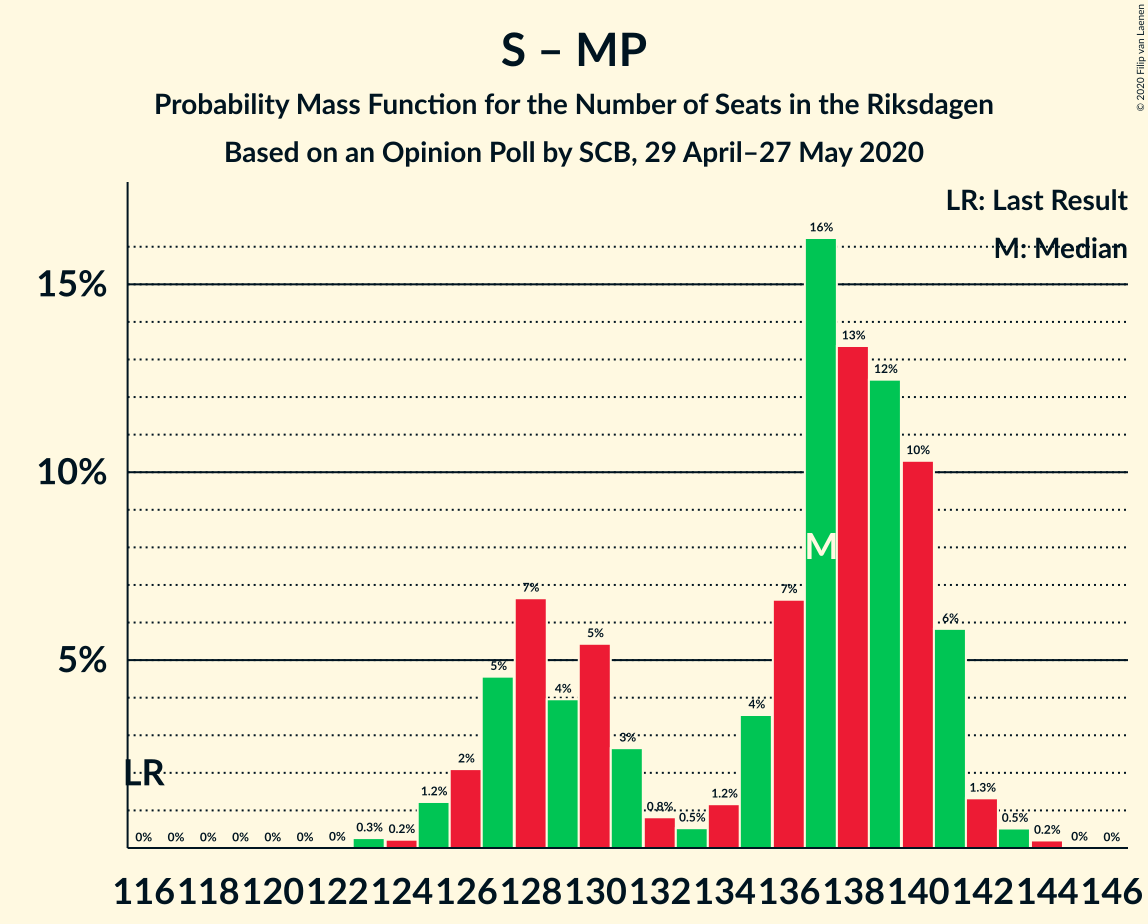 S – MP
Probability Mass Function for the Number of Seats in the Riksdagen
Based on an Opinion Poll by SCB, 29 April–27 May 2020
© 2020 Filip van Laenen
LR: Last Result
M: Median
15%
10%
5%
0% 0% 0% 0% 0% 0% 0% 0.3% 0.2% 1.2% 2% 5% 7% 4% 5% 3% 0.8% 0.5% 1.2% 4% 7% 16% 13% 12% 10% 6% 1.3% 0.5% 0.2% 0% 0%
M
LR
116 118 120 122 124 126 128 130 132 134 136 138 140 142 144 146